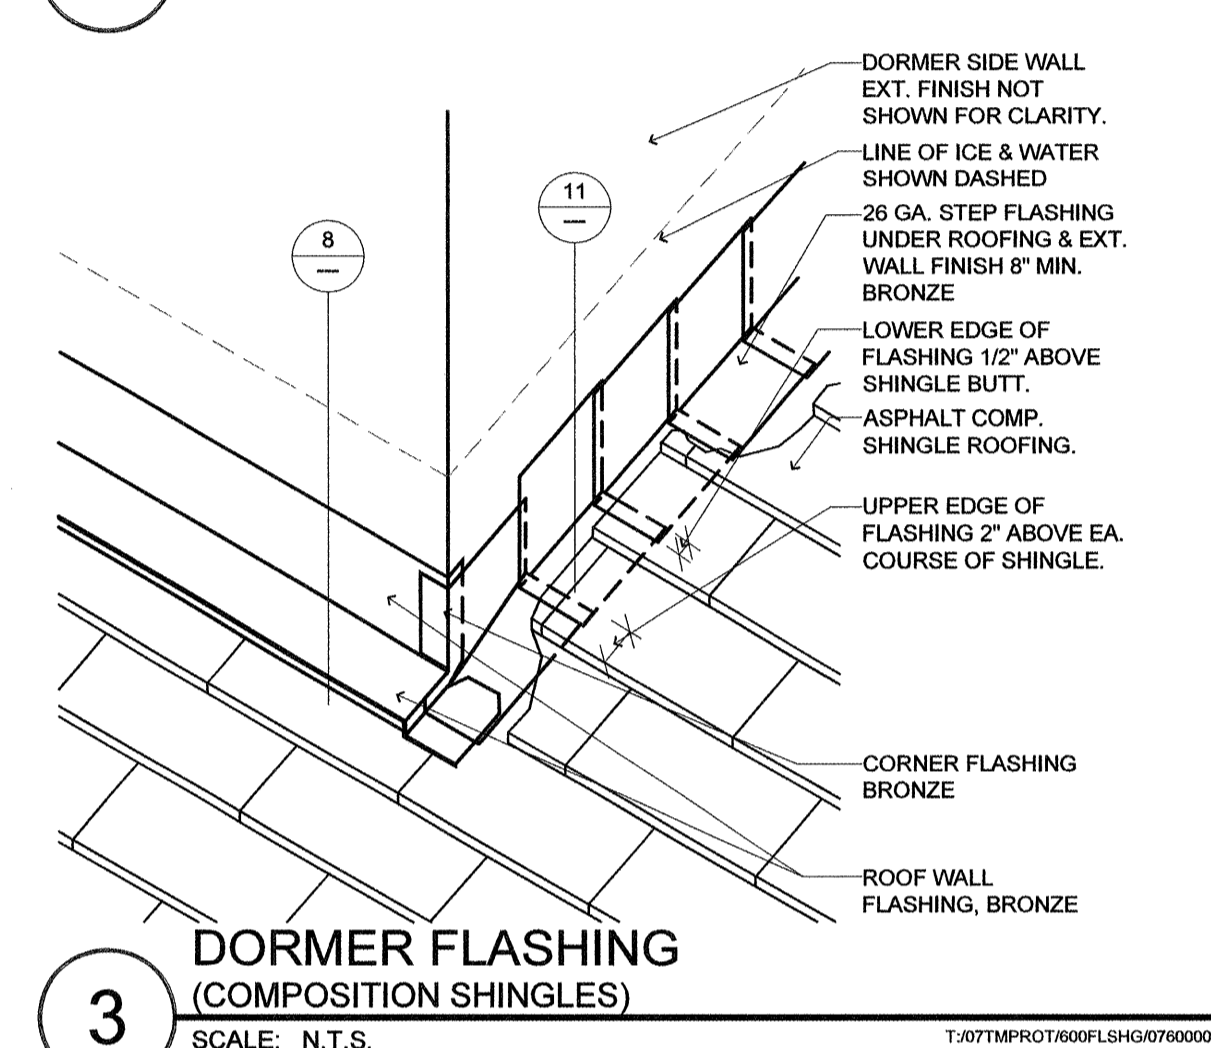 DORMER SIDE WALL
EXT. FINISH NOT
SHOWN FOR CLARITY.
LINE OF ICE & WATER
SHOWN DASHED
11
---
8
---
26 GA. STEP FLASHING
UNDER ROOFING & EXT.
WALL FINISH 8" MIN.
BRONZE
LOWER EDGE OF
FLASHING 1/2" ABOVE
SHINGLE BUTT.
ASPHALT COMP.
SHINGLE ROOFING.
UPPER EDGE OF
FLASHING 2" ABOVE EA.
COURSE OF SHINGLE.
CORNER FLASHING
BRONZE
ROOF WALL
FLASHING, BRONZE
DORMER FLASHING
(COMPOSITION SHINGLES)
3
SCALE: N.T.S.
T:/07TMPROT/600FLSHG/0760000